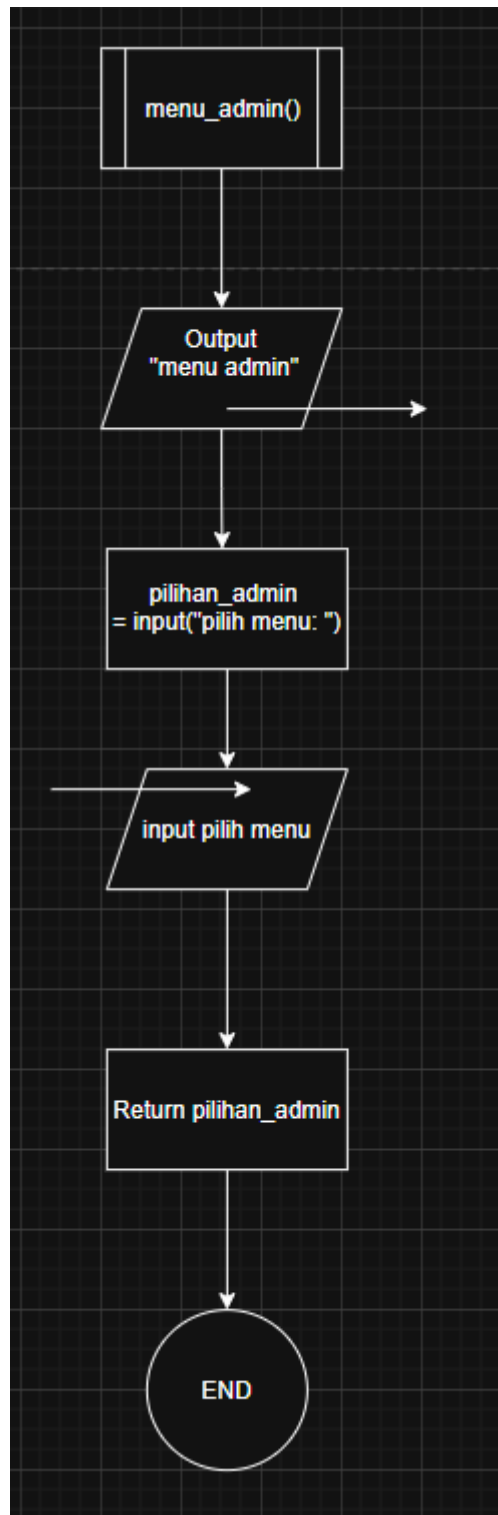 menu_admin()
Output
"menu admin"
pilihan_admin
= input("pilih menu: ")
input pilih menu
Return pilihan_admin
END